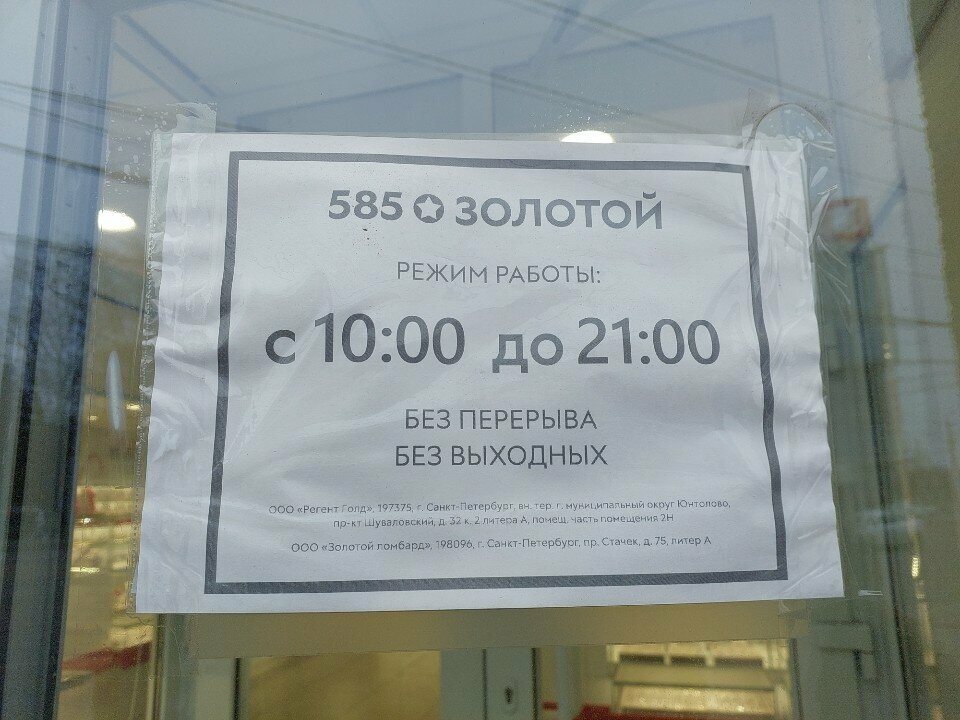 585 ЗОЛОТОЙ
РЕЖИМ РАБОТЫ:
с 10:00 до 21:00
БЕЗ ПЕРЕРЫВА
БЕЗ ВЫХОДНЫХ
ООО «Регент Голд», 197375, г. Санкт-Петербург, вн. тер. г. муниципальный округ Юнтолово,
пр-кт Шуваловский, д. 32 к. 2 литера А, помещ. часть помещения 2Н
ООО «Золотой ломбард», 198096, г. Санкт-Петербург, пр. Стачек, д. 75, литер А